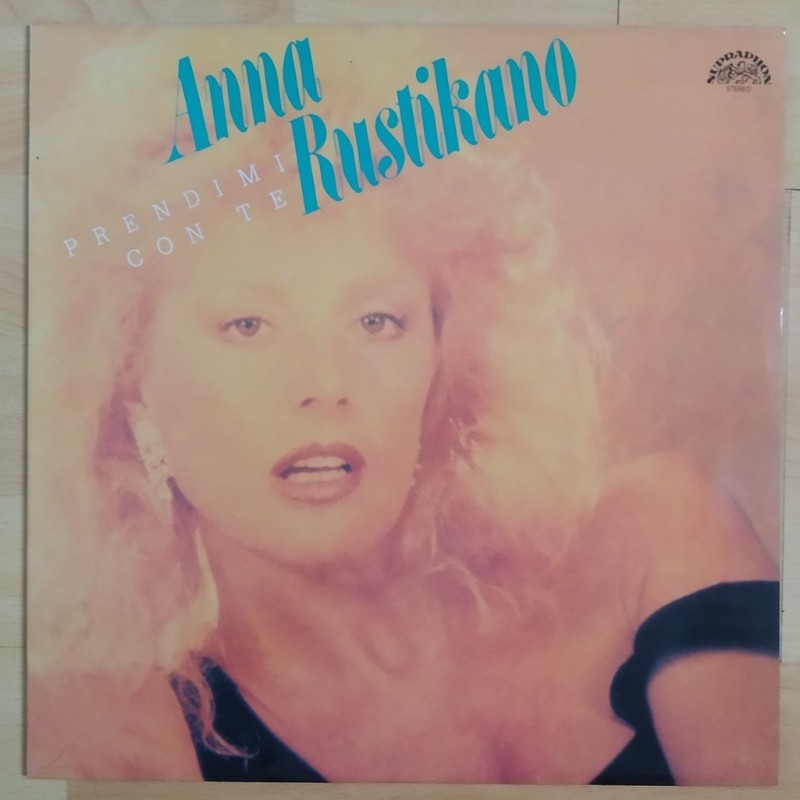 Anna
Rustikano
PRENDIMI
CON TE
SUPRAPHON
STEREO